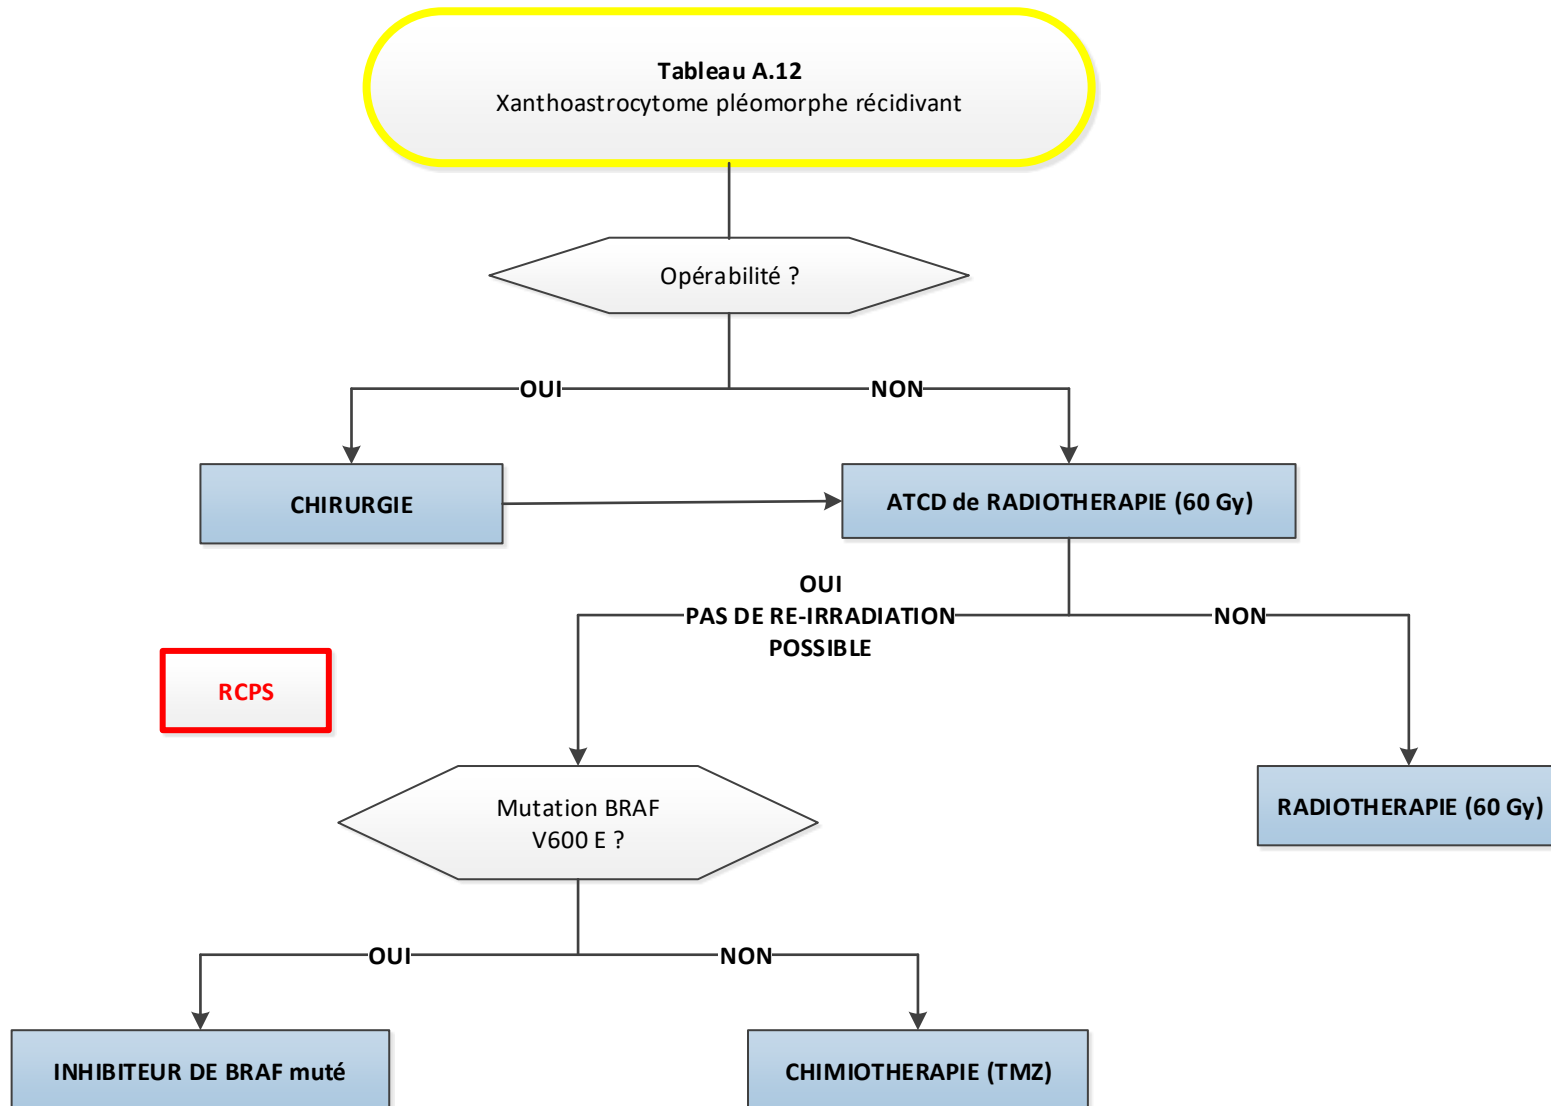 Tableau A.12
Xanthoastrocytome pléomorphe récidivant
Opérabilité ?
OUI
NON
CHIRURGIE
ATCD de RADIOTHERAPIE (60 Gy)
OUI
PAS DE RE-IRRADIATION
POSSIBLE
NON
RCPS
Mutation BRAF
V600 E ?
RADIOTHERAPIE (60 Gy)
OUI
NON
INHIBITEUR DE BRAF muté
CHIMIOTHERAPIE (TMZ)